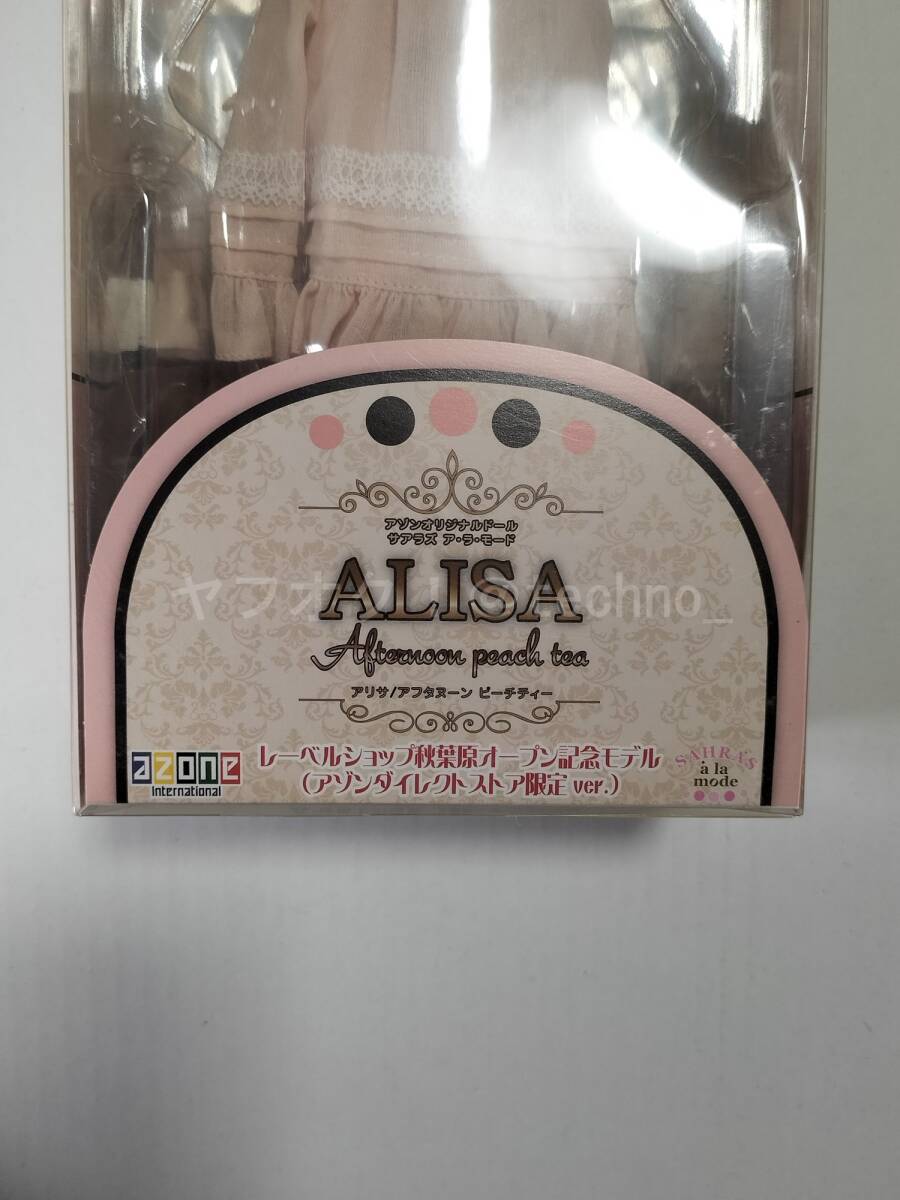 アゾンオリジナルドール
サアラズ ア・ラ・モード
ALISA
Afternoon peach tea
アリサ/アフタヌーン ピーチティー
azone
International
レーベルショップ秋葉原オープン記念モデル
(アゾンダイレクトストア限定 ver.)
SAHRA'S
à la
mode